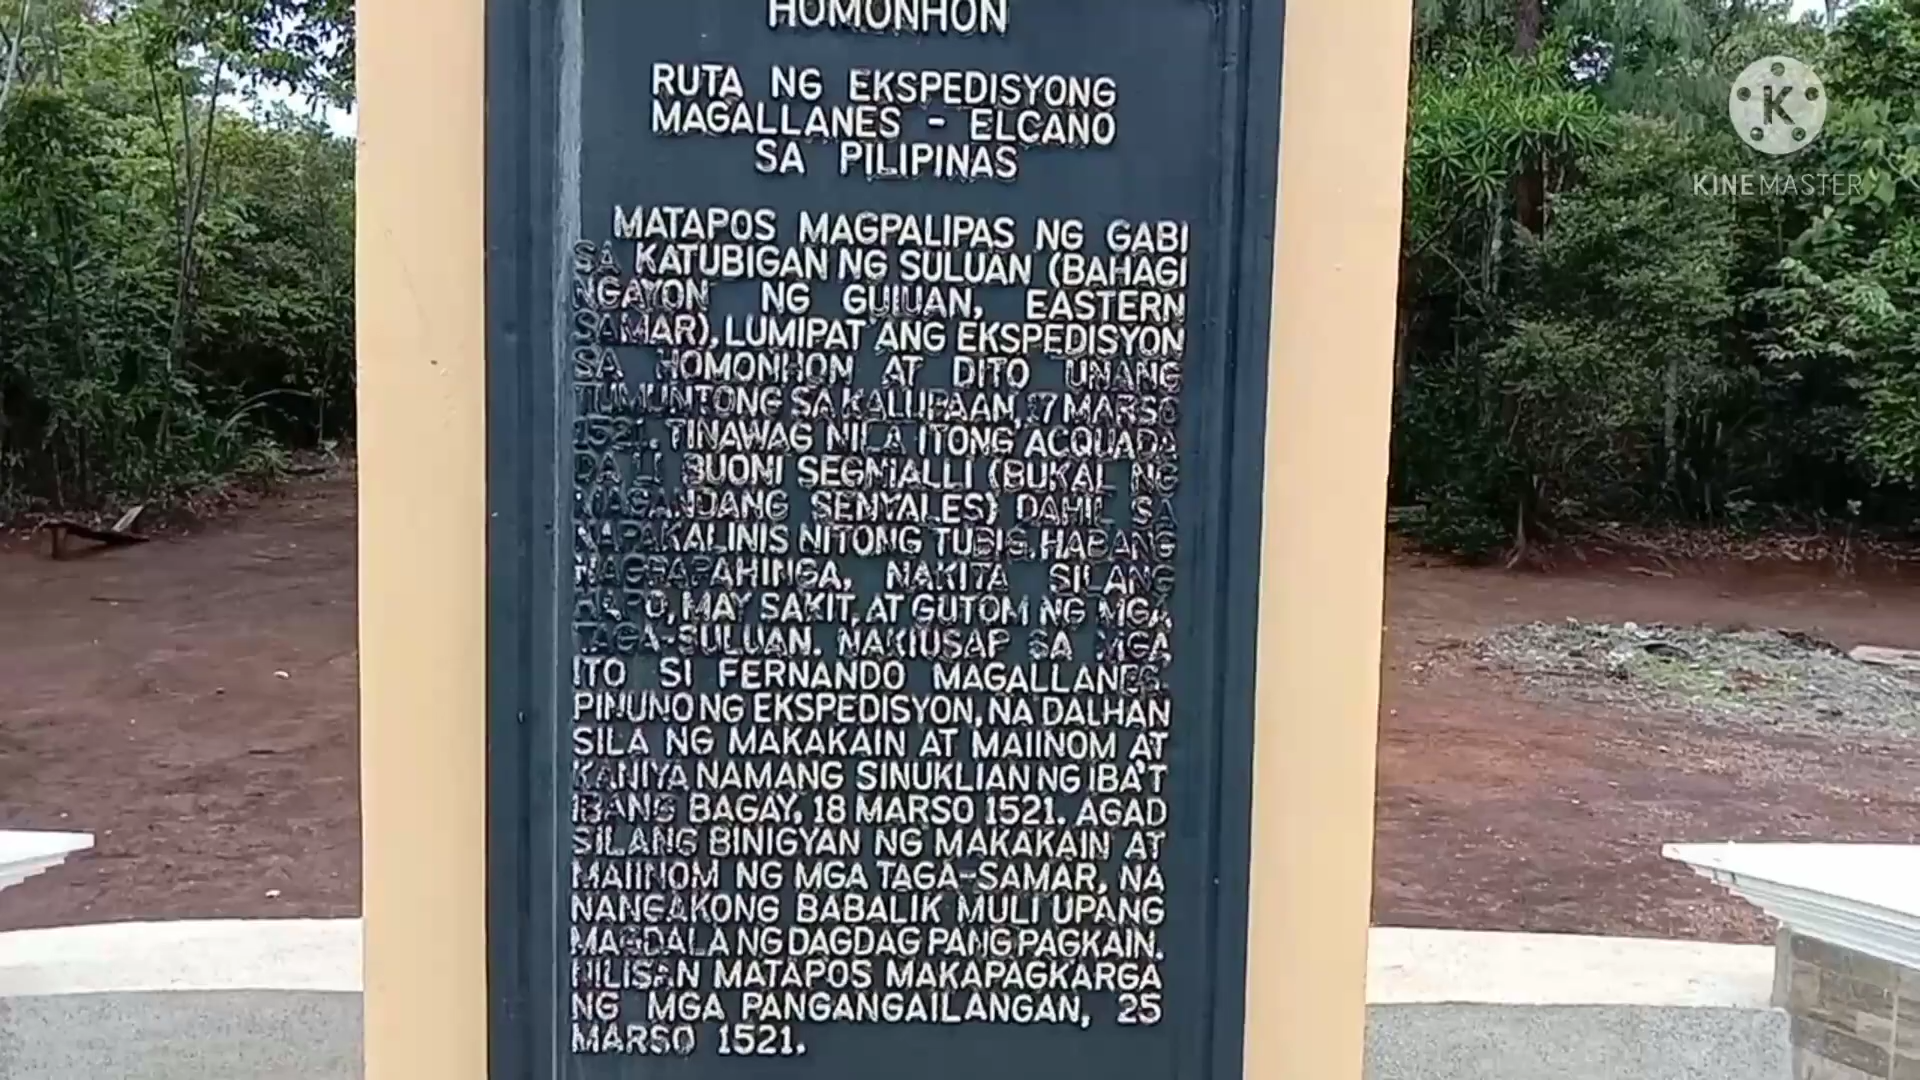 HOMONHON
RUTA NG EKSPEDISYONG
MAGALLANES - ELCANO
SA PILIPINAS
MATAPOS MAGPALIPAS NG GABI
SA KATUBIGAN NG SULUAN (BAHAGI
NGAYON NG GUIUAN, EASTERN
SAMAR), LUMIPAT ANG EKSPEDISYON
SA HOMONHON AT DITO UNANG
TUMUNTONG SA KALUPAAN, 17 MARSO
1521. TINAWAG NILA ITONG ACQUADA
DA LI BUONI SEGNIALLI (BUKAL NG
MAGANDANG SENYALES) DAHIL SA
NAPAKALINIS NITONG TUBIG. HABANG
NAGPAPAHINGA, NAKITA SILANG
HAPO, MAY SAKIT, AT GUTOM NG MGA
TAGA-SULUAN. NAKIUSAP SA MGA
ITO SI FERNANDO MAGALLANES,
PINUNO NG EKSPEDISYON, NA DALHAN
SILA NG MAKAKAIN AT MAIINOM AT
KANIYA NAMANG SINUKLIAN NG IBA'T
IBANG BAGAY, 18 MARSO 1521. AGAD
SILANG BINIGYAN NG MAKAKAIN AT
MAIINOM NG MGA TAGA-SAMAR, NA
NANGAKONG BABALIK MULI UPANG
MAGDALA NG DAGDAG PANG PAGKAIN.
NILISAN MATAPOS MAKAPAGKARGA
NG MGA PANGANGAILANGAN, 25
MARSO 1521.
K
KINEMASTER